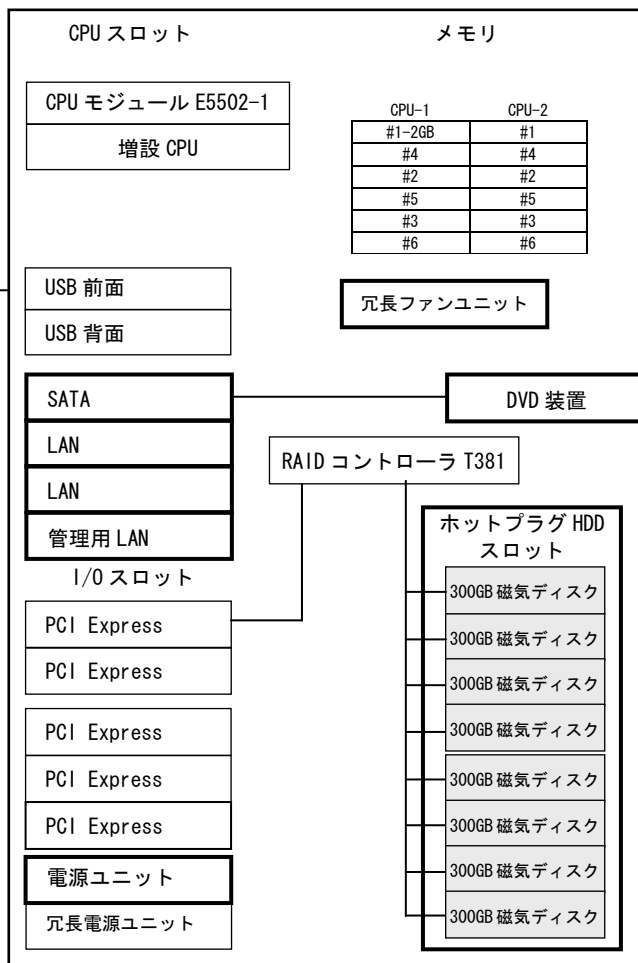 CPU スロット
メモリ
CPU モジュール E5502-1
増設 CPU
CPU-1 CPU-2
#1-2GB #1
#4 #4
#2 #2
#5 #5
#3 #3
#6 #6
USB 前面
USB 背面
冗長ファンユニット
SATA
DVD 装置
LAN
LAN
管理用 LAN
RAID コントローラ T381
I/O スロット
PCI Express
PCI Express
PCI Express
PCI Express
PCI Express
電源ユニット
冗長電源ユニット
ホットプラグ HDD
スロット
300GB 磁気ディスク
300GB 磁気ディスク
300GB 磁気ディスク
300GB 磁気ディスク
300GB 磁気ディスク
300GB 磁気ディスク
300GB 磁気ディスク
300GB 磁気ディスク